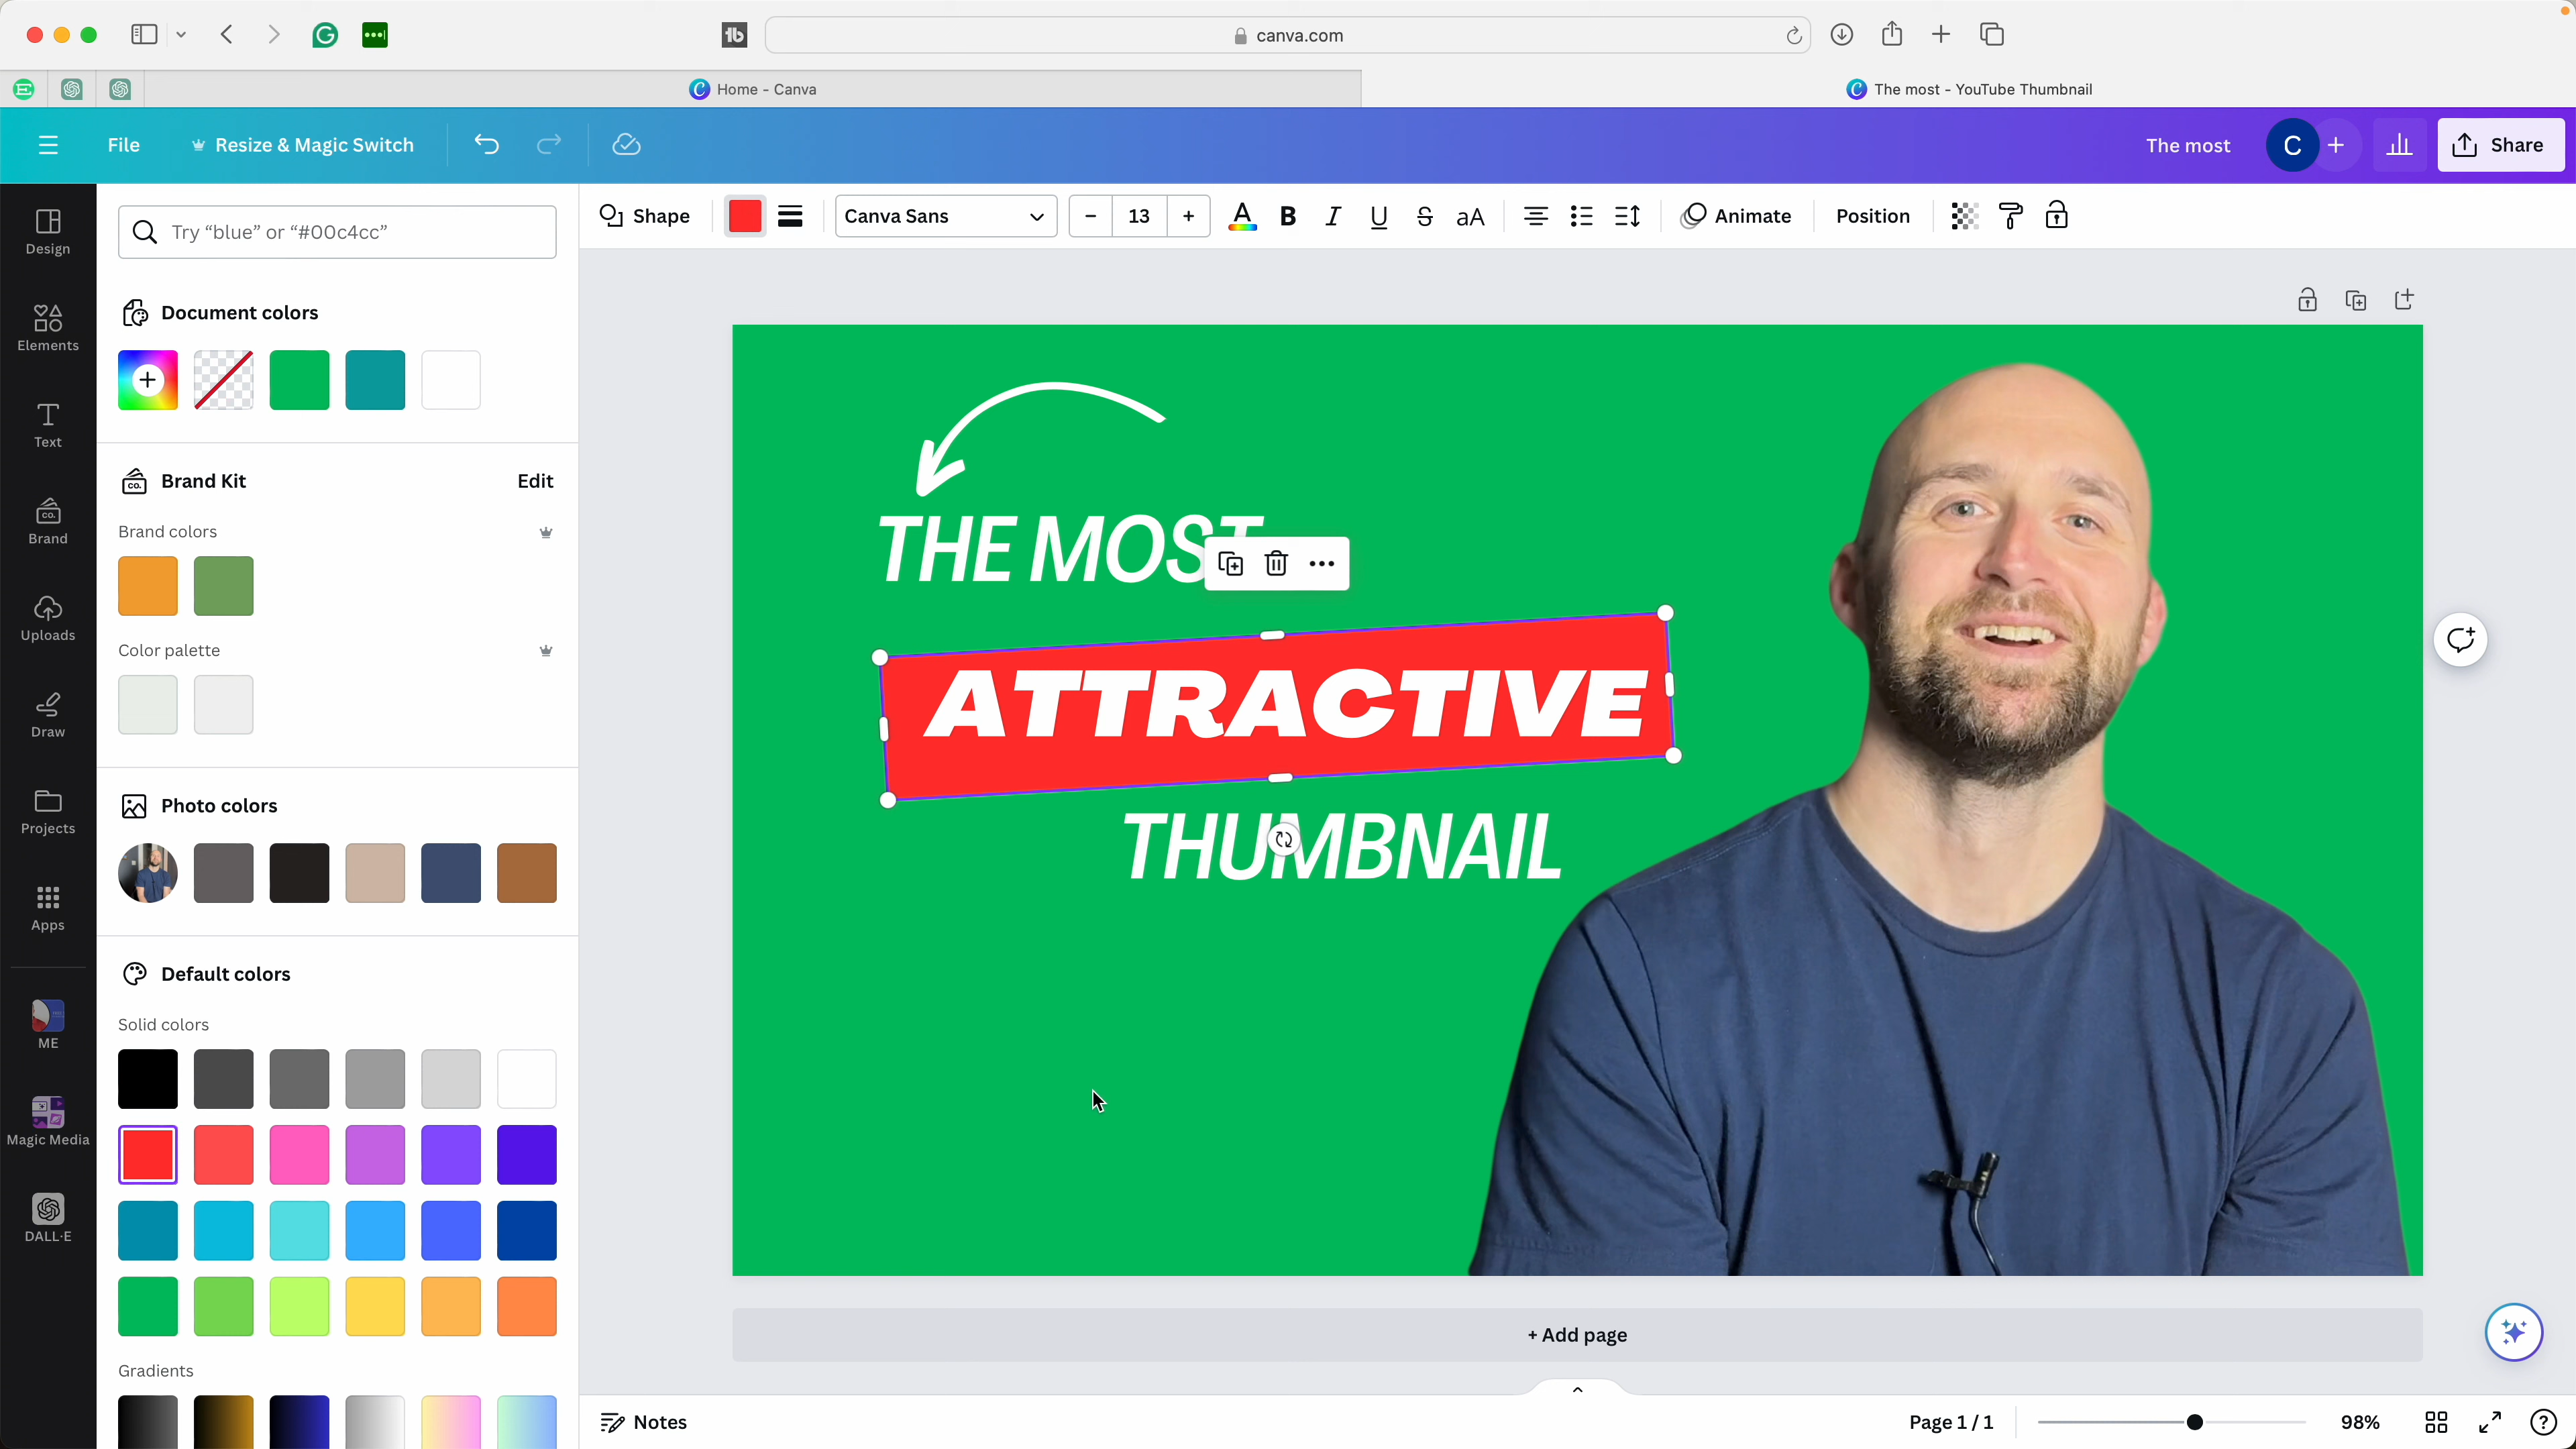 canva.com
Home - Canva
The most - YouTube Thumbnail
File
Resize & Magic Switch
The most
C
+
Share
Design
Elements
Text
Brand
Uploads
Draw
Projects
Apps
ME
Magic Media
DALL·E
Try “blue” or “#00c4cc”
Document colors
Brand Kit
Edit
Brand colors
Color palette
Photo colors
Default colors
Solid colors
Gradients
Shape
Canva Sans
− 13 +
A B I U S aA
Animate
Position
THE MOST
ATTRACTIVE
THUMBNAIL
+ Add page
Notes
Page 1 / 1
98%